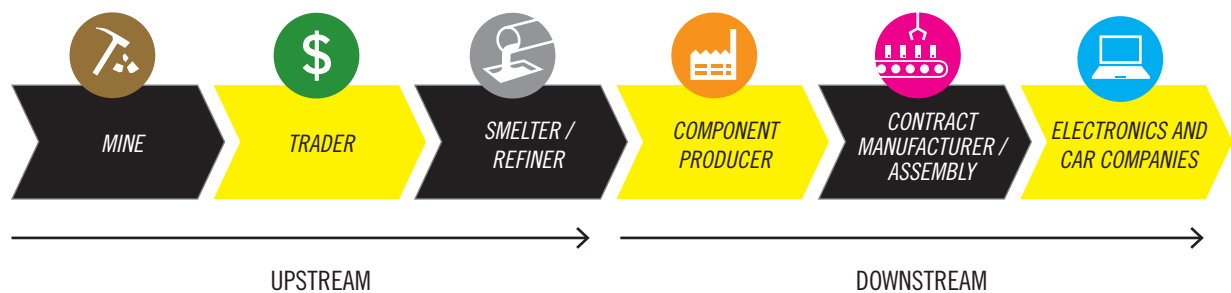 $
MINE
TRADER
SMELTER /
REFINER
COMPONENT
PRODUCER
CONTRACT
MANUFACTURER /
ASSEMBLY
ELECTRONICS AND
CAR COMPANIES
UPSTREAM
DOWNSTREAM